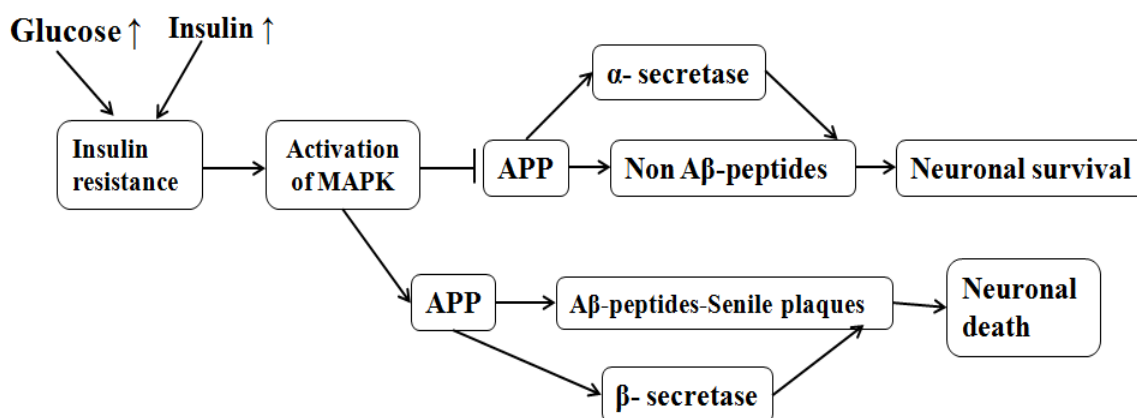 Glucose ↑
Insulin ↑
α- secretase
Insulin
resistance
Activation
of MAPK
APP
Non Aβ-peptides
Neuronal survival
APP
Aβ-peptides-Senile plaques
Neuronal
death
β- secretase